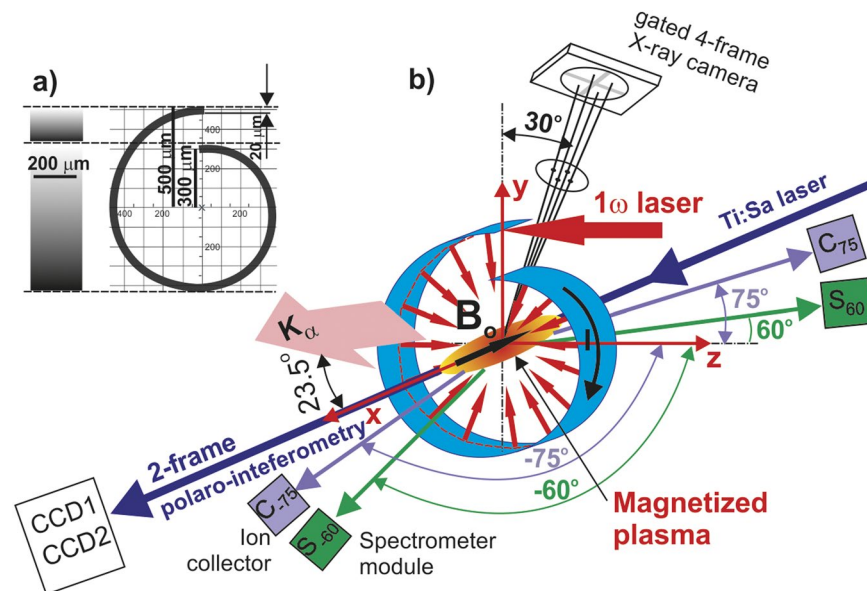 a)
200 µm
500 µm
300 µm
20 µm
400
200
X
200
400
200
200
b)
gated 4-frame
X-ray camera
30°
y
1ω laser
Ti:Sa laser
C75
S60
75°
60°
Kα
Bo
I
z
23.5°
x
2-frame
polaro-inteferometry
-75°
-60°
CCD1
CCD2
C-75
Ion
collector
S-60
Spectrometer
module
Magnetized
plasma